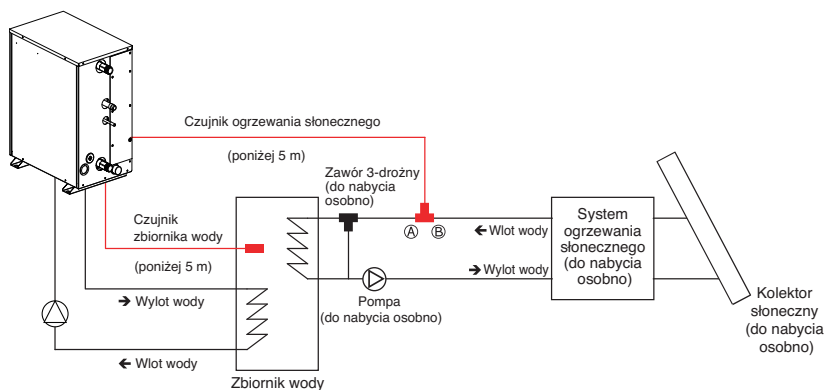 Czujnik ogrzewania słonecznego
(poniżej 5 m)
Zawór 3-drożny
(do nabycia
osobno)
Czujnik
zbiornika wody
(poniżej 5 m)
Ⓐ Ⓑ
← Wlot wody
System
ogrzewania
słonecznego
(do nabycia
osobno)
→ Wylot wody
→ Wylot wody
Pompa
(do nabycia osobno)
Kolektor
słoneczny
(do nabycia
osobno)
← Wlot wody
Zbiornik wody